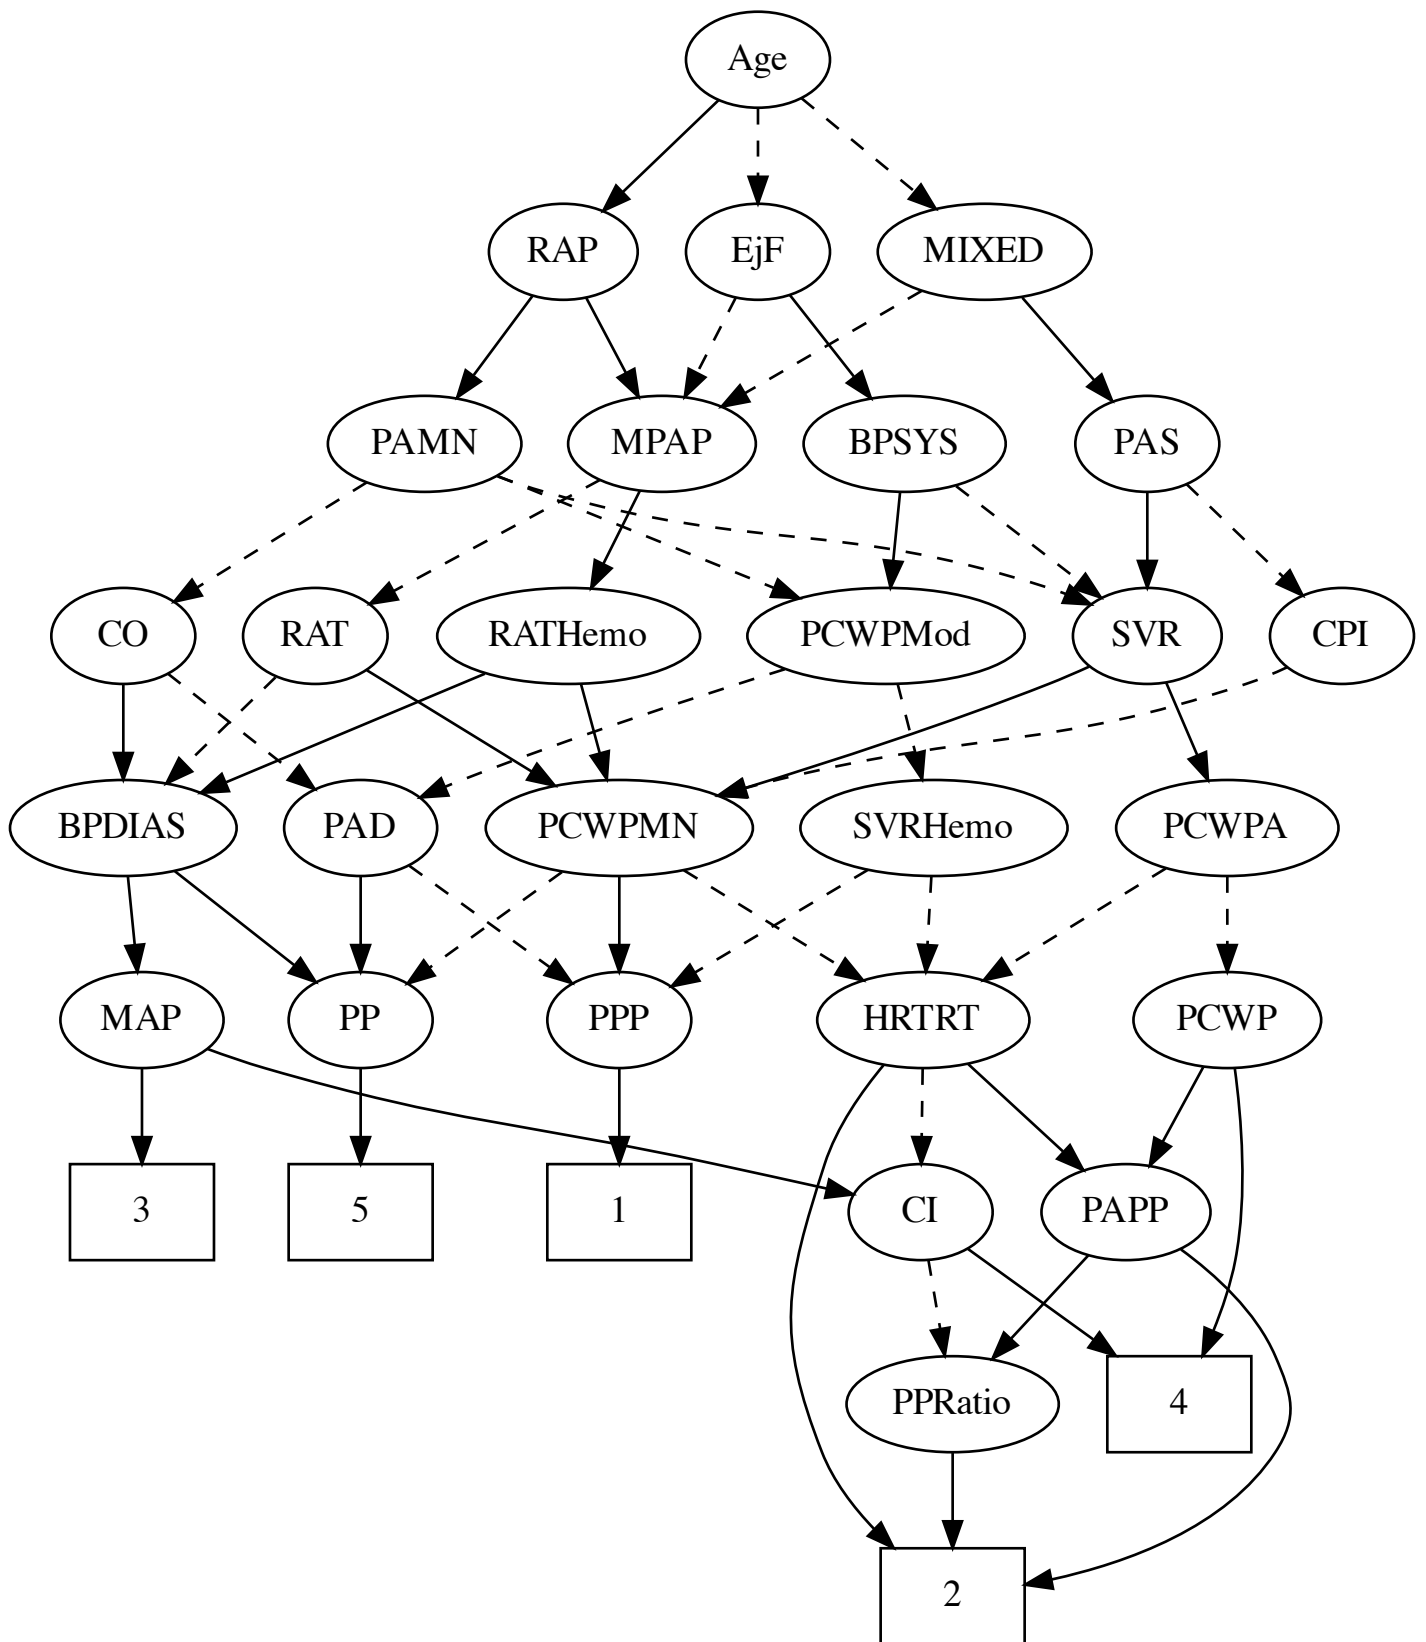 Age
RAP
EjF
MIXED
PAMN
MPAP
BPSYS
PAS
CO
RAT
RATHemo
PCWPMod
SVR
CPI
BPDIAS
PAD
PCWPMN
SVRHemo
PCWPA
MAP
PP
PPP
HRTRT
PCWP
3
5
1
CI
PAPP
PPRatio
4
2